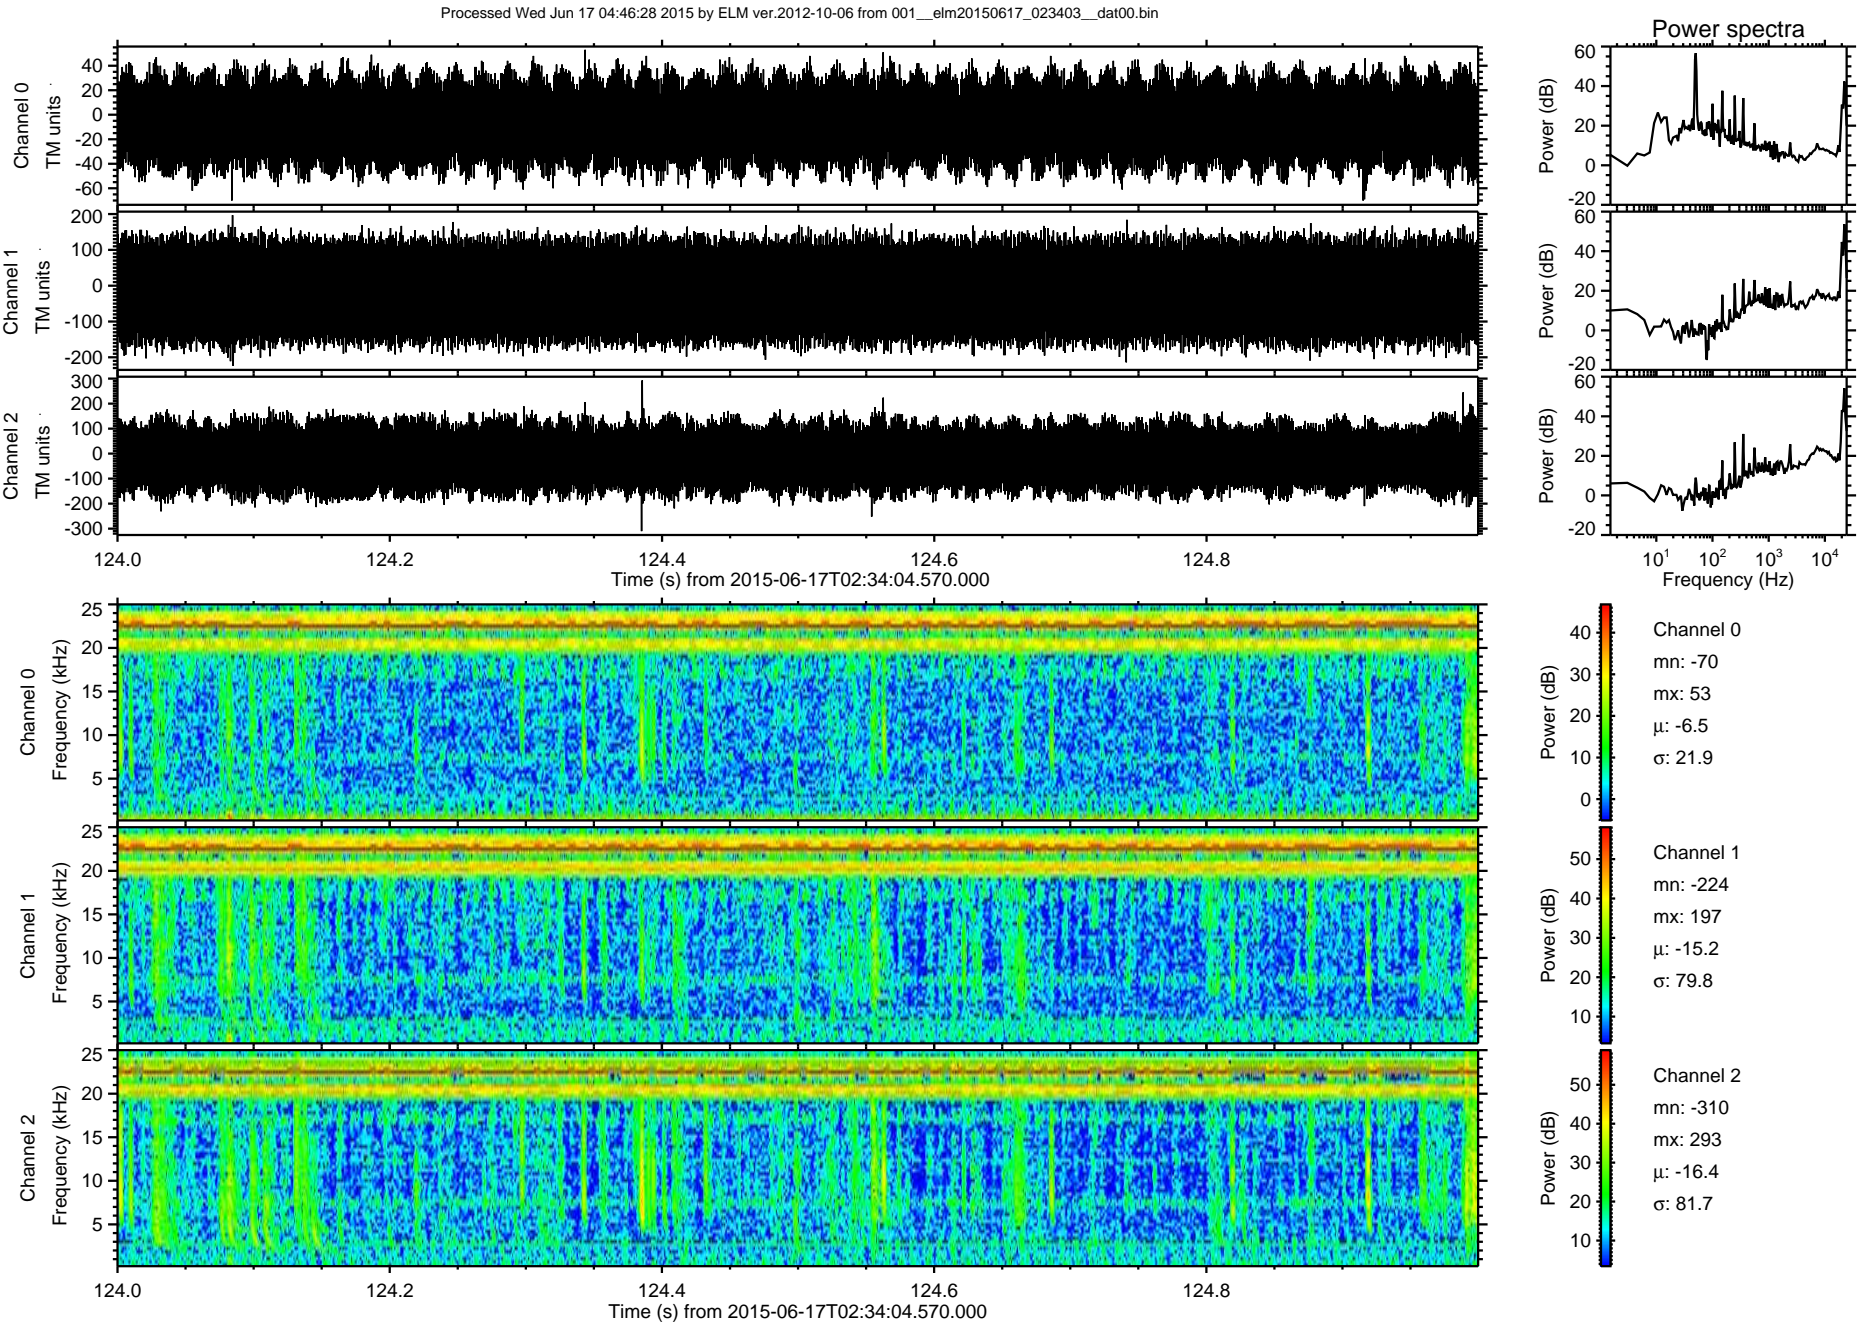 Processed Wed Jun 17 04:46:28 2015 by ELM ver.2012-10-06 from 001__elm20150617_023403__dat00.bin
Power spectra
Channel 0
TM units
40
20
0
-20
-40
-60
Power (dB)
60
40
20
0
-20
Channel 1
TM units
200
100
0
-100
-200
Power (dB)
60
40
20
0
-20
Channel 2
TM units
300
200
100
0
-100
-200
-300
Power (dB)
60
40
20
0
-20
124.0 124.2 124.4 124.6 124.8
Time (s) from 2015-06-17T02:34:04.570.000
10¹ 10² 10³ 10⁴
Frequency (Hz)
Channel 0
Frequency (kHz)
25
20
15
10
5
Power (dB)
40
30
20
10
0
Channel 0
mn: -70
mx: 53
μ: -6.5
σ: 21.9
Channel 1
Frequency (kHz)
25
20
15
10
5
Power (dB)
50
40
30
20
10
Channel 1
mn: -224
mx: 197
μ: -15.2
σ: 79.8
Channel 2
Frequency (kHz)
25
20
15
10
5
Power (dB)
50
40
30
20
10
Channel 2
mn: -310
mx: 293
μ: -16.4
σ: 81.7
124.0 124.2 124.4 124.6 124.8
Time (s) from 2015-06-17T02:34:04.570.000